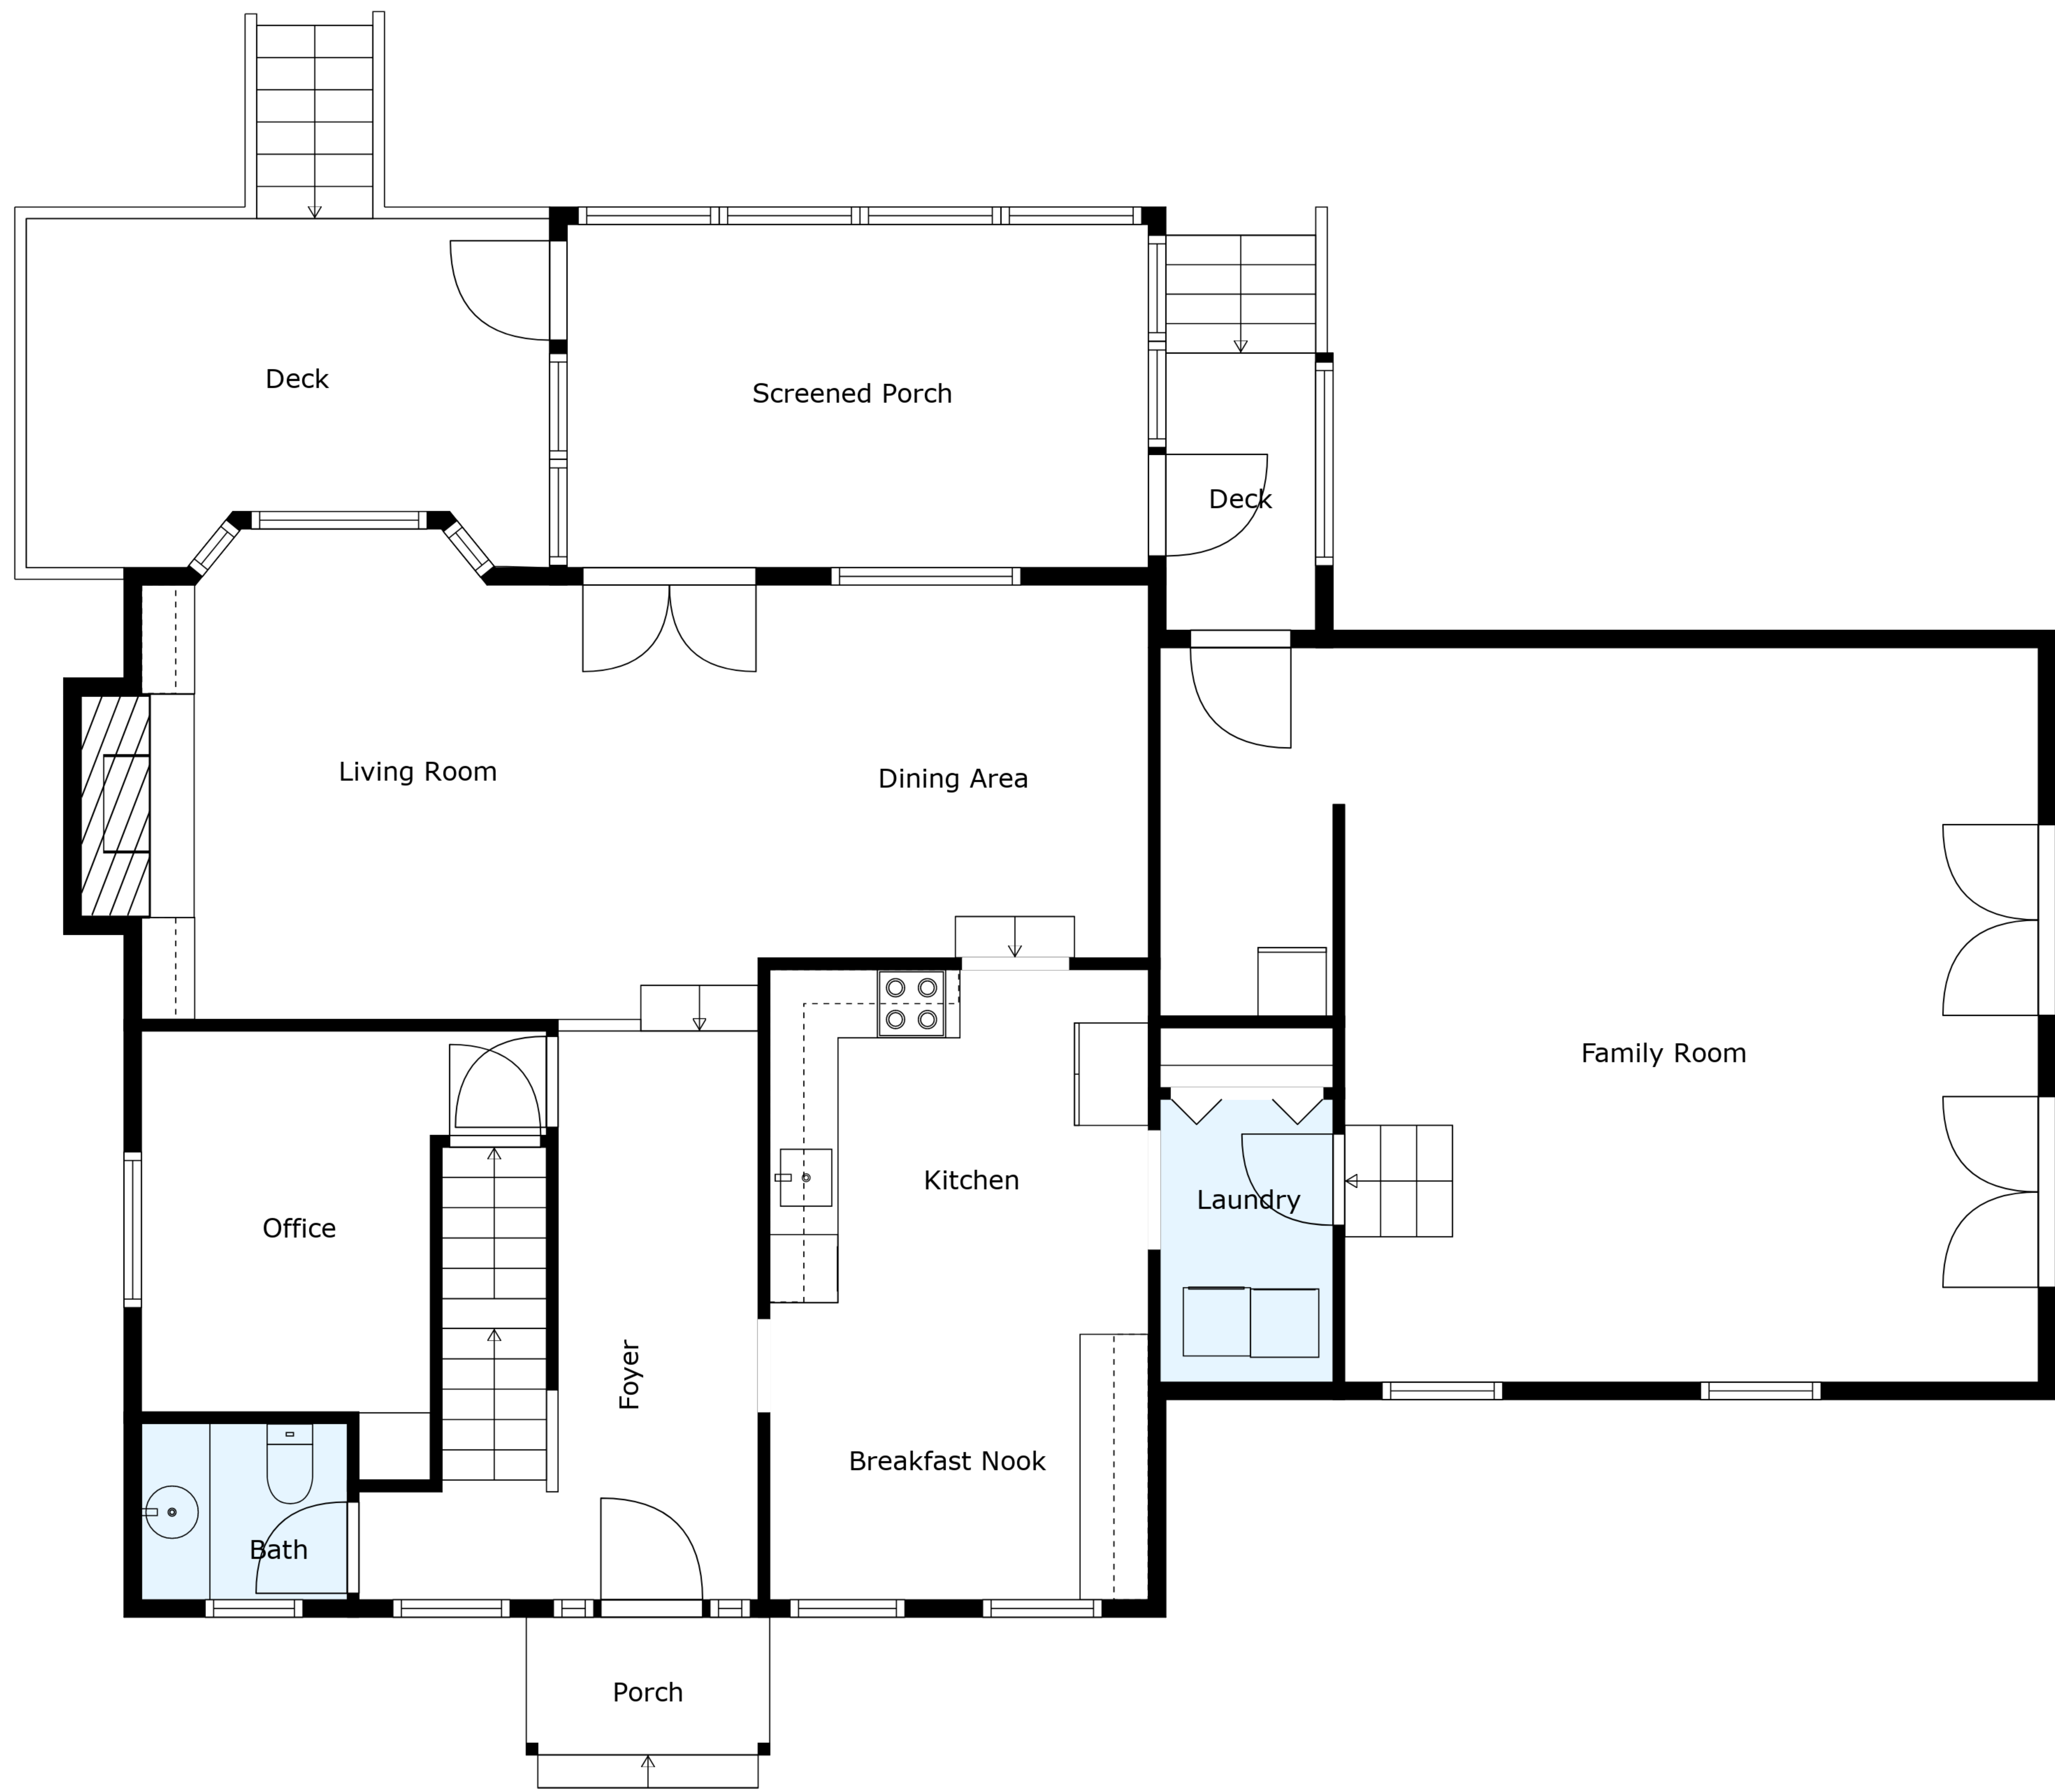 Deck
Screened Porch
Deck
Living Room
Dining Area
Family Room
Kitchen
Laundry
Office
Foyer
Breakfast Nook
Bath
Porch